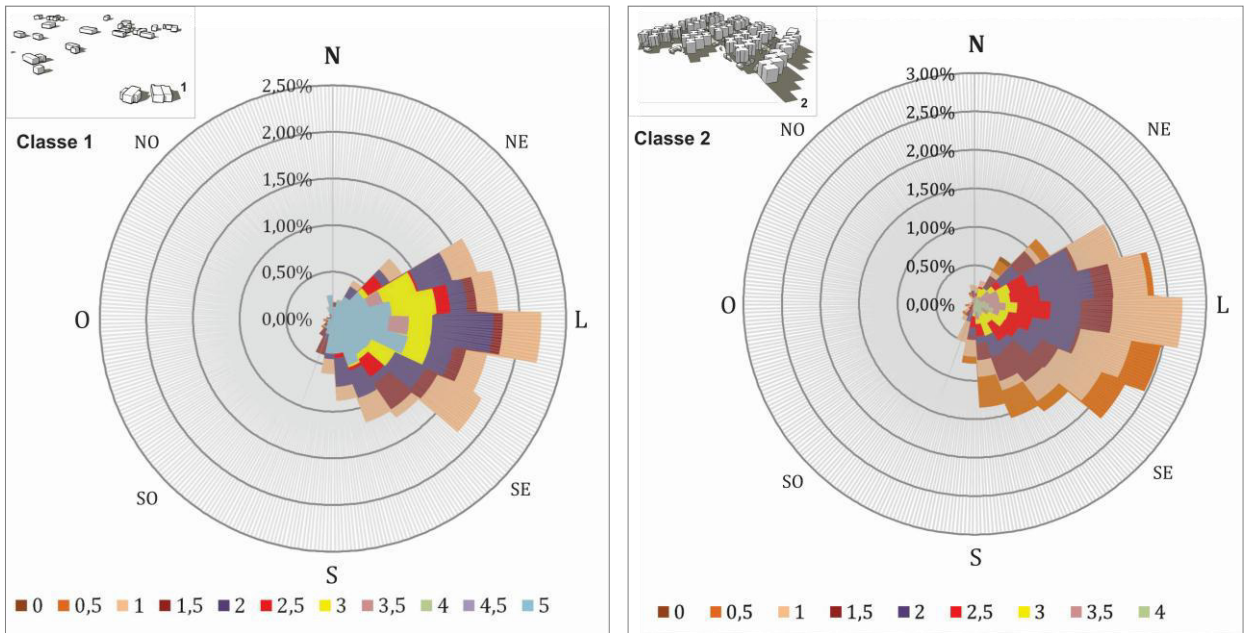 1
Classe 1
N
NO
NE
O
L
SO
SE
S
2,50%
2,00%
1,50%
1,00%
0,50%
0,00%
0 0,5 1 1,5 2 2,5 3 3,5 4 4,5 5
2
Classe 2
N
NO
NE
O
L
SO
SE
S
3,00%
2,50%
2,00%
1,50%
1,00%
0,50%
0,00%
0 0,5 1 1,5 2 2,5 3 3,5 4